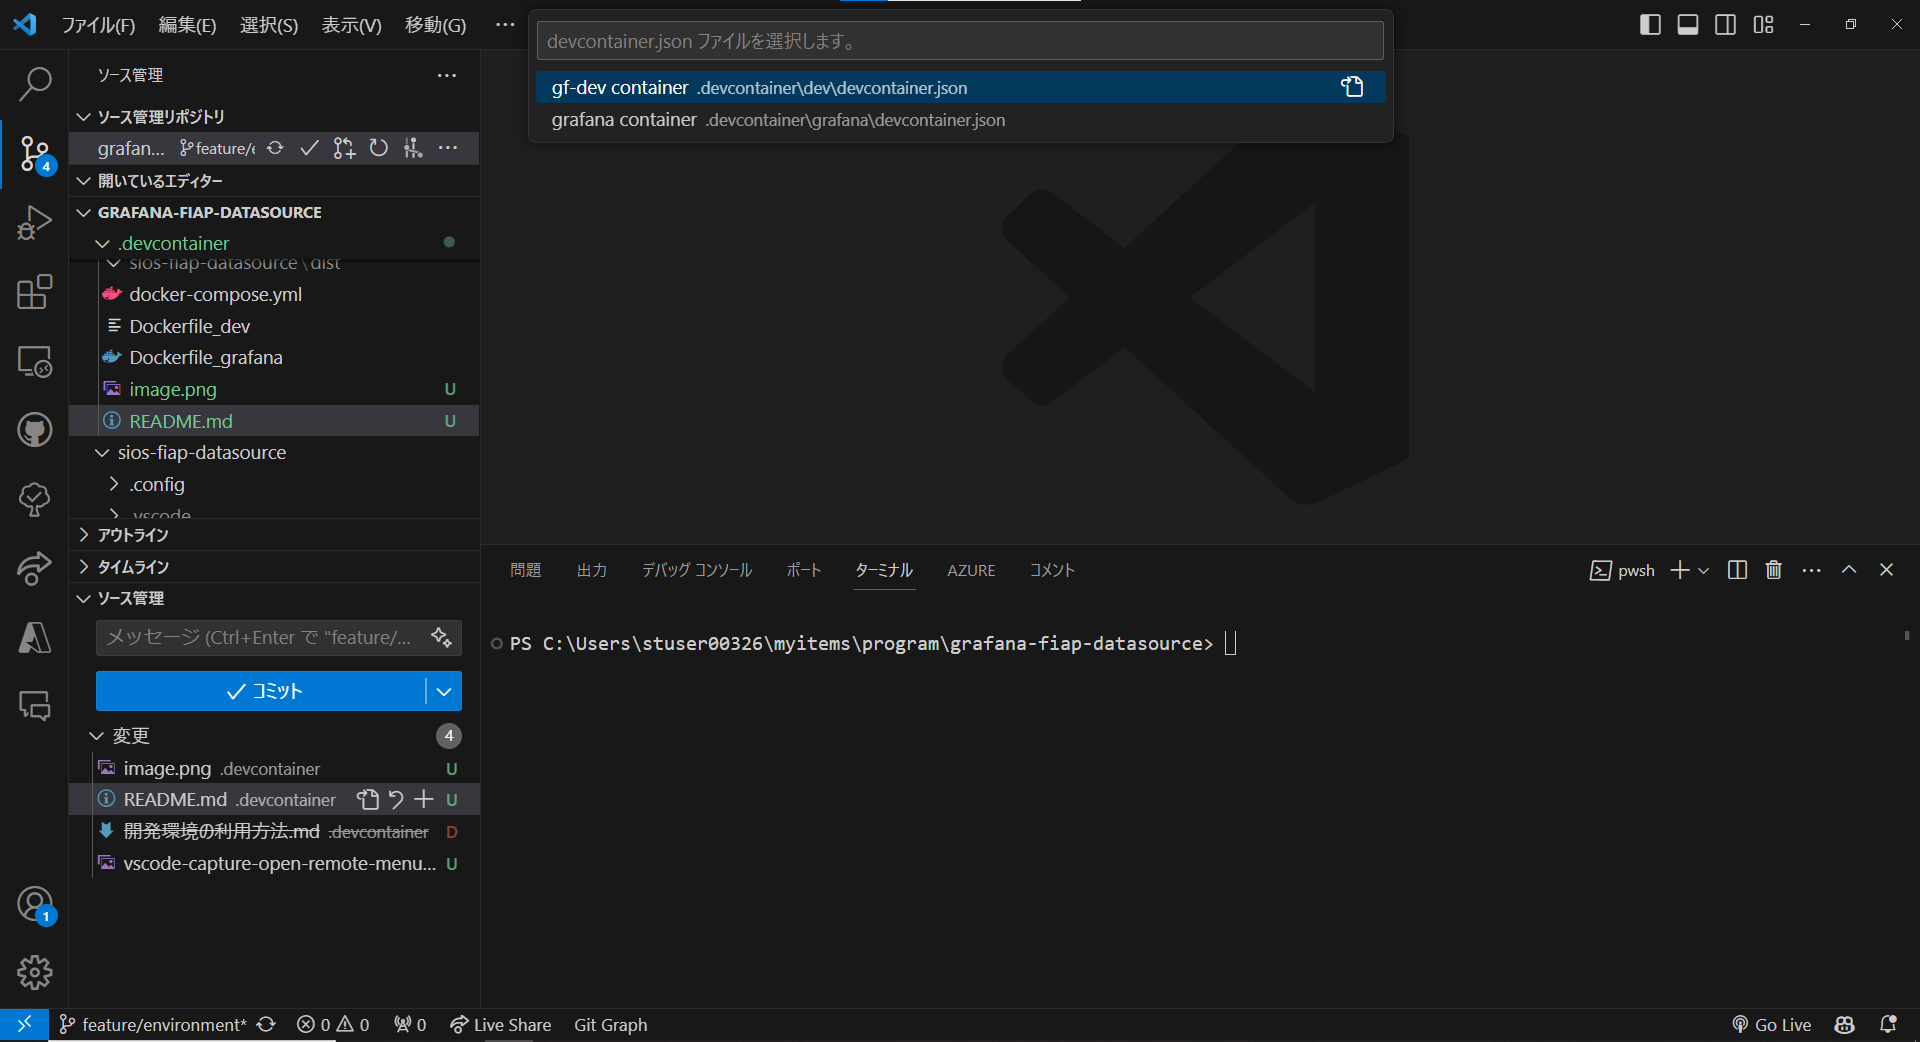 ファイル(F) 編集(E) 選択(S) 表示(V) 移動(G) ···
devcontainer.json ファイルを選択します。
gf-dev container .devcontainer\dev\devcontainer.json
grafana container .devcontainer\grafana\devcontainer.json
ソース管理
ソース管理リポジトリ
grafan... feature/e
開いているエディター
GRAFANA-FIAP-DATASOURCE
.devcontainer
sios-fiap-datasource\dist
docker-compose.yml
Dockerfile_dev
Dockerfile_grafana
image.png U
README.md U
sios-fiap-datasource
.config
.vscode
アウトライン
タイムライン
ソース管理
メッセージ (Ctrl+Enter で "feature/...
コミット
変更 4
image.png .devcontainer U
README.md .devcontainer U
開発環境の利用方法.md .devcontainer D
vscode-capture-open-remote-menu... U
4
1
問題 出力 デバッグ コンソール ポート ターミナル AZURE コメント
pwsh
PS C:\Users\stuser00326\myitems\program\grafana-fiap-datasource>
feature/environment* 0 0 0 Live Share Git Graph
Go Live